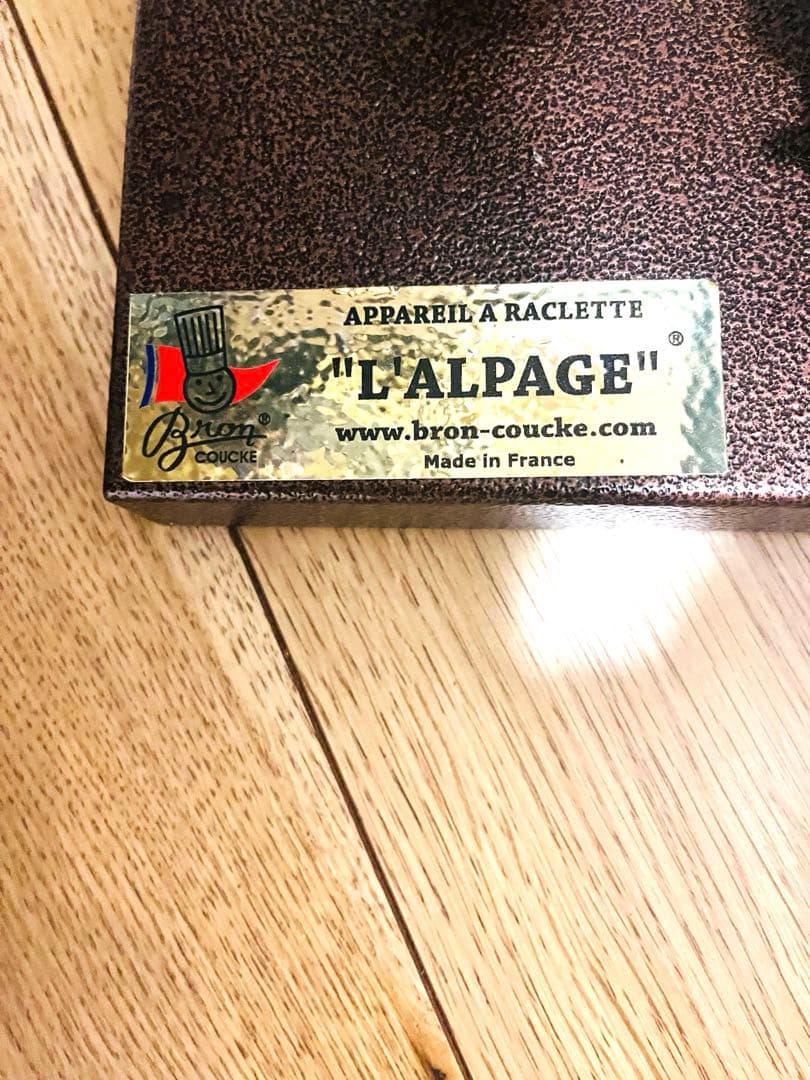 APPAREIL A RACLETTE
"L'ALPAGE"®
www.bron-coucke.com
Made in France
Bron®
COUCKE